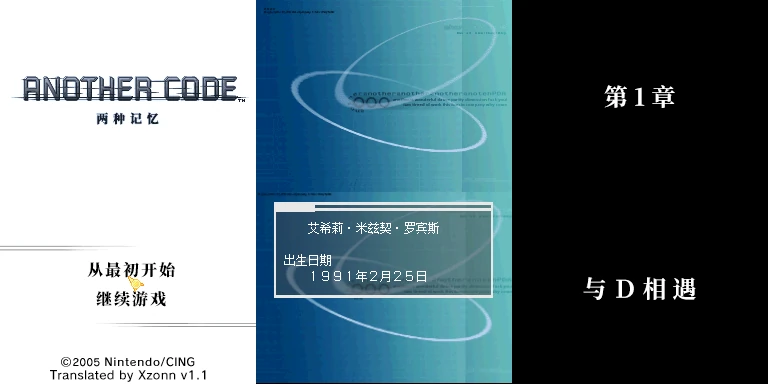 ANOTHER CODE™
两种记忆
从最初开始
继续游戏
©2005 Nintendo/CING
Translated by Xzonn v1.1
艾希莉·米兹契·罗宾斯
出生日期
1991年2月25日
第1章
与D相遇